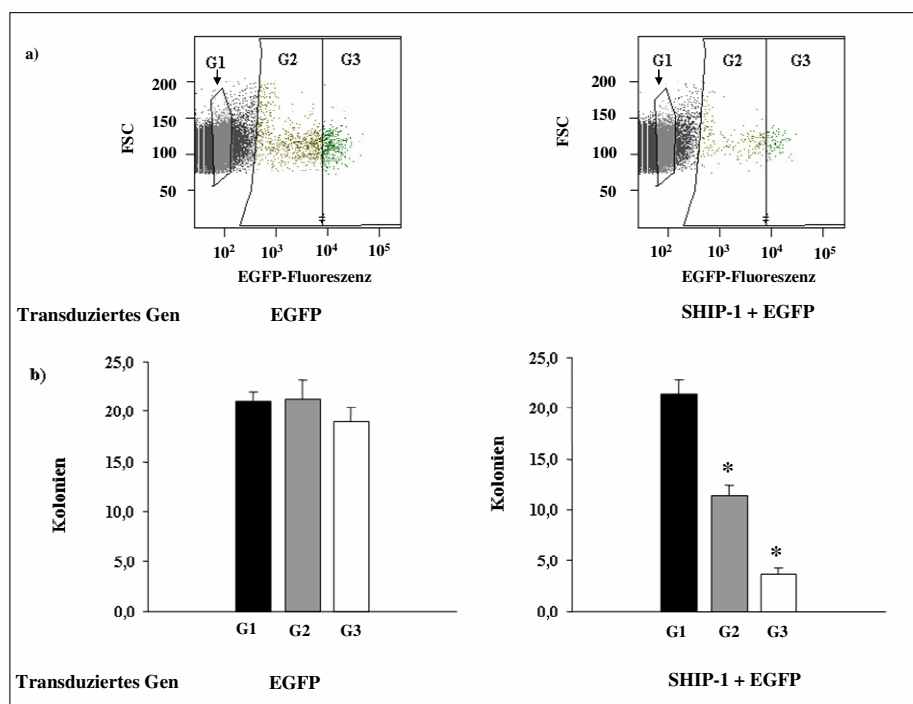 a)
G1 G2 G3
200
150
100
50
FSC
10² 10³ 10⁴ 10⁵
EGFP-Fluoreszenz
G1 G2 G3
200
150
100
50
FSC
10² 10³ 10⁴ 10⁵
EGFP-Fluoreszenz
Transduziertes Gen EGFP SHIP-1 + EGFP
b)
25,0
20,0
15,0
10,0
5,0
0,0
Kolonien
G1 G2 G3
25,0
20,0
15,0
10,0
5,0
0,0
Kolonien
* *
G1 G2 G3
Transduziertes Gen EGFP SHIP-1 + EGFP